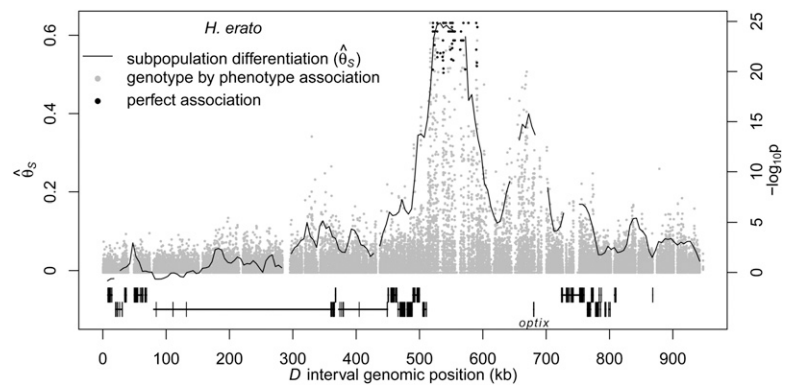 H. erato
subpopulation differentiation (θ̂S)
genotype by phenotype association
perfect association
0.6
0.4
0.2
0
θ̂S
25
20
15
10
5
0
−log10p
optix
0 100 200 300 400 500 600 700 800 900
D interval genomic position (kb)